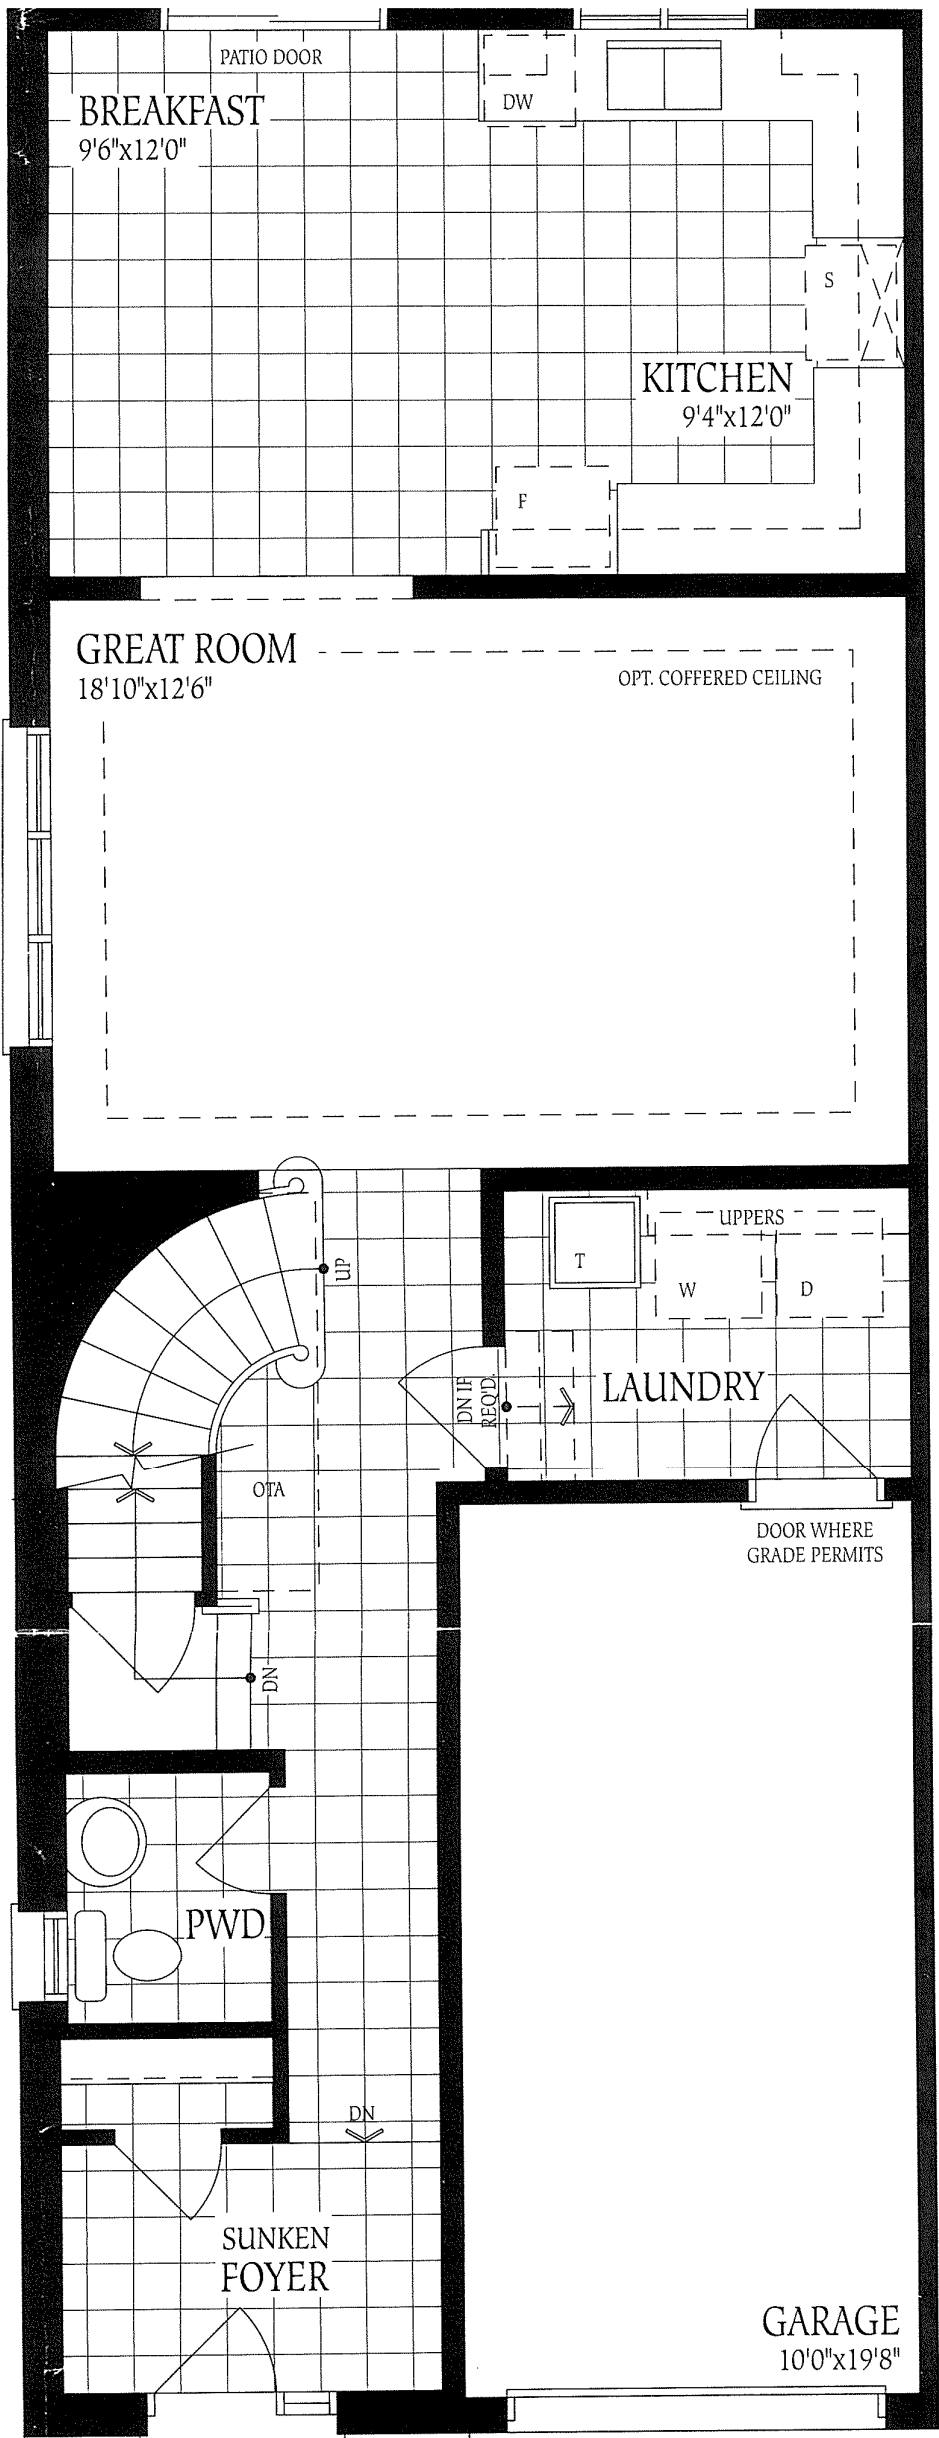 PATIO DOOR
BREAKFAST
9'6"x12'0"
DW
S
KITCHEN
9'4"x12'0"
F
GREAT ROOM
18'10"x12'6"
OPT. COFFERED CEILING
UP
UPPERS
T
W
D
DN IF
REQ'D.
LAUNDRY
OTA
DOOR WHERE
GRADE PERMITS
DN
PWD.
DN
SUNKEN
FOYER
GARAGE
10'0"x19'8"